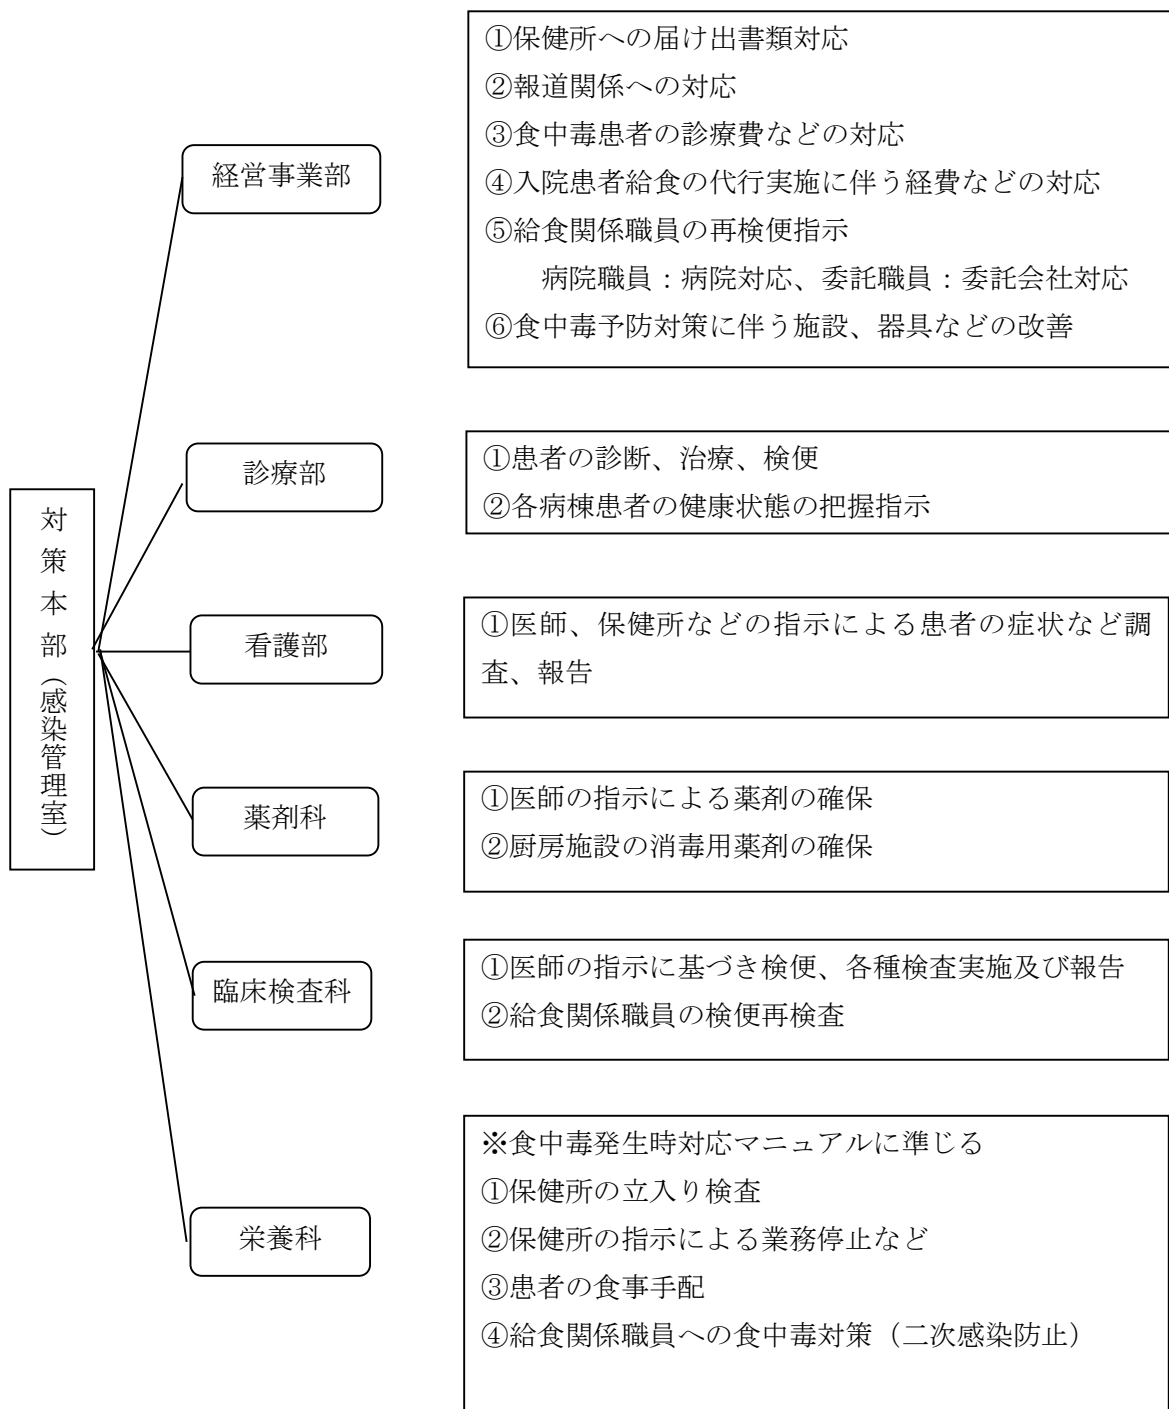 対策本部（感染管理室）
経営事業部
①保健所への届け出書類対応
②報道関係への対応
③食中毒患者の診療費などの対応
④入院患者給食の代行実施に伴う経費などの対応
⑤給食関係職員の再検便指示
病院職員：病院対応、委託職員：委託会社対応
⑥食中毒予防対策に伴う施設、器具などの改善
診療部
①患者の診断、治療、検便
②各病棟患者の健康状態の把握指示
看護部
①医師、保健所などの指示による患者の症状など調
査、報告
薬剤科
①医師の指示による薬剤の確保
②厨房施設の消毒用薬剤の確保
臨床検査科
①医師の指示に基づき検便、各種検査実施及び報告
②給食関係職員の検便再検査
栄養科
※食中毒発生時対応マニュアルに準じる
①保健所の立入り検査
②保健所の指示による業務停止など
③患者の食事手配
④給食関係職員への食中毒対策（二次感染防止）